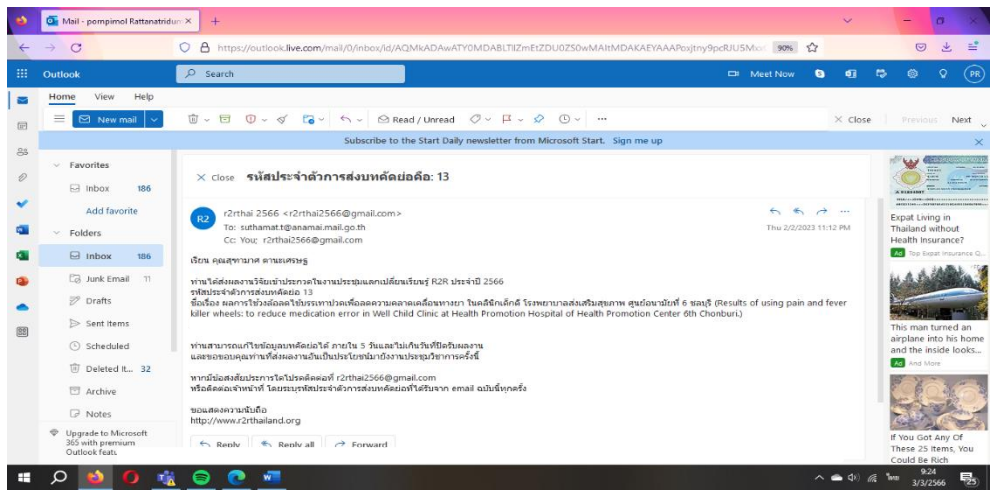 Mail - pornpimol Rattanatridur
https://outlook.live.com/mail/0/inbox/id/
90%
Outlook
Search
Meet Now
PR
Home View Help
New mail
Read / Unread
Close
Previous
Next
Subscribe to the Start Daily newsletter from Microsoft Start. Sign me up
Favorites
Inbox 186
Add favorite
Folders
Inbox 186
Junk Email 11
Drafts
Sent Items
Scheduled
Deleted It... 32
Archive
Notes
Upgrade to Microsoft
365 with premium
Outlook feat
Close รหัสประจำตัวการส่งบทคัดย่อคือ: 13
R2
r2rthai 2566 <r2rthai2566@gmail.com>
To: suthamat.t@anamai.mail.go.th
Cc: You; r2rthai2566@gmail.com
Thu 2/2/2023 11:12 PM
เรียน คุณสุฑามาศ ดานะเศรษฐ
ท่านได้ส่งผลงานวิจัยเข้าประกวดในงานประชุมแลกเปลี่ยนเรียนรู้ R2R ประจำปี 2566
รหัสประจำตัวการส่งบทคัดย่อ 13
ชื่อเรื่อง ผลการใช้วงล้อลดไข้บรรเทาปวดเพื่อลดความคลาดเคลื่อนทางยา ในคลินิกเด็กดี โรงพยาบาลส่งเสริมสุขภาพ ศูนย์อนามัยที่ 6 ชลบุรี (Results of using pain and fever
killer wheels: to reduce medication error in Well Child Clinic at Health Promotion Hospital of Health Promotion Center 6th Chonburi.)
ท่านสามารถแก้ไขข้อมูลบทคัดย่อได้ ภายใน 5 วันและไม่เกินวันที่ปิดรับผลงาน
และขอขอบคุณท่านที่ส่งผลงานอันเป็นประโยชน์มายังงานประชุมวิชาการครั้งนี้
หากมีข้อสงสัยประการใดโปรดติดต่อที่ r2rthai2566@gmail.com
หรือติดต่อเจ้าหน้าที่ โดยระบุรหัสประจำตัวการส่งบทคัดย่อที่ได้รับจาก email ฉบับนี้ทุกครั้ง
ขอแสดงความนับถือ
http://www.r2rthailand.org
Reply
Reply all
Forward
Expat Living in
Thailand without
Health Insurance?
Ad Top Expat Insurance Q...
This man turned an
airplane into his home
and the inside looks...
Ad And More
If You Got Any Of
These 25 Items, You
Could Be Rich
9:24
3/3/2566
25